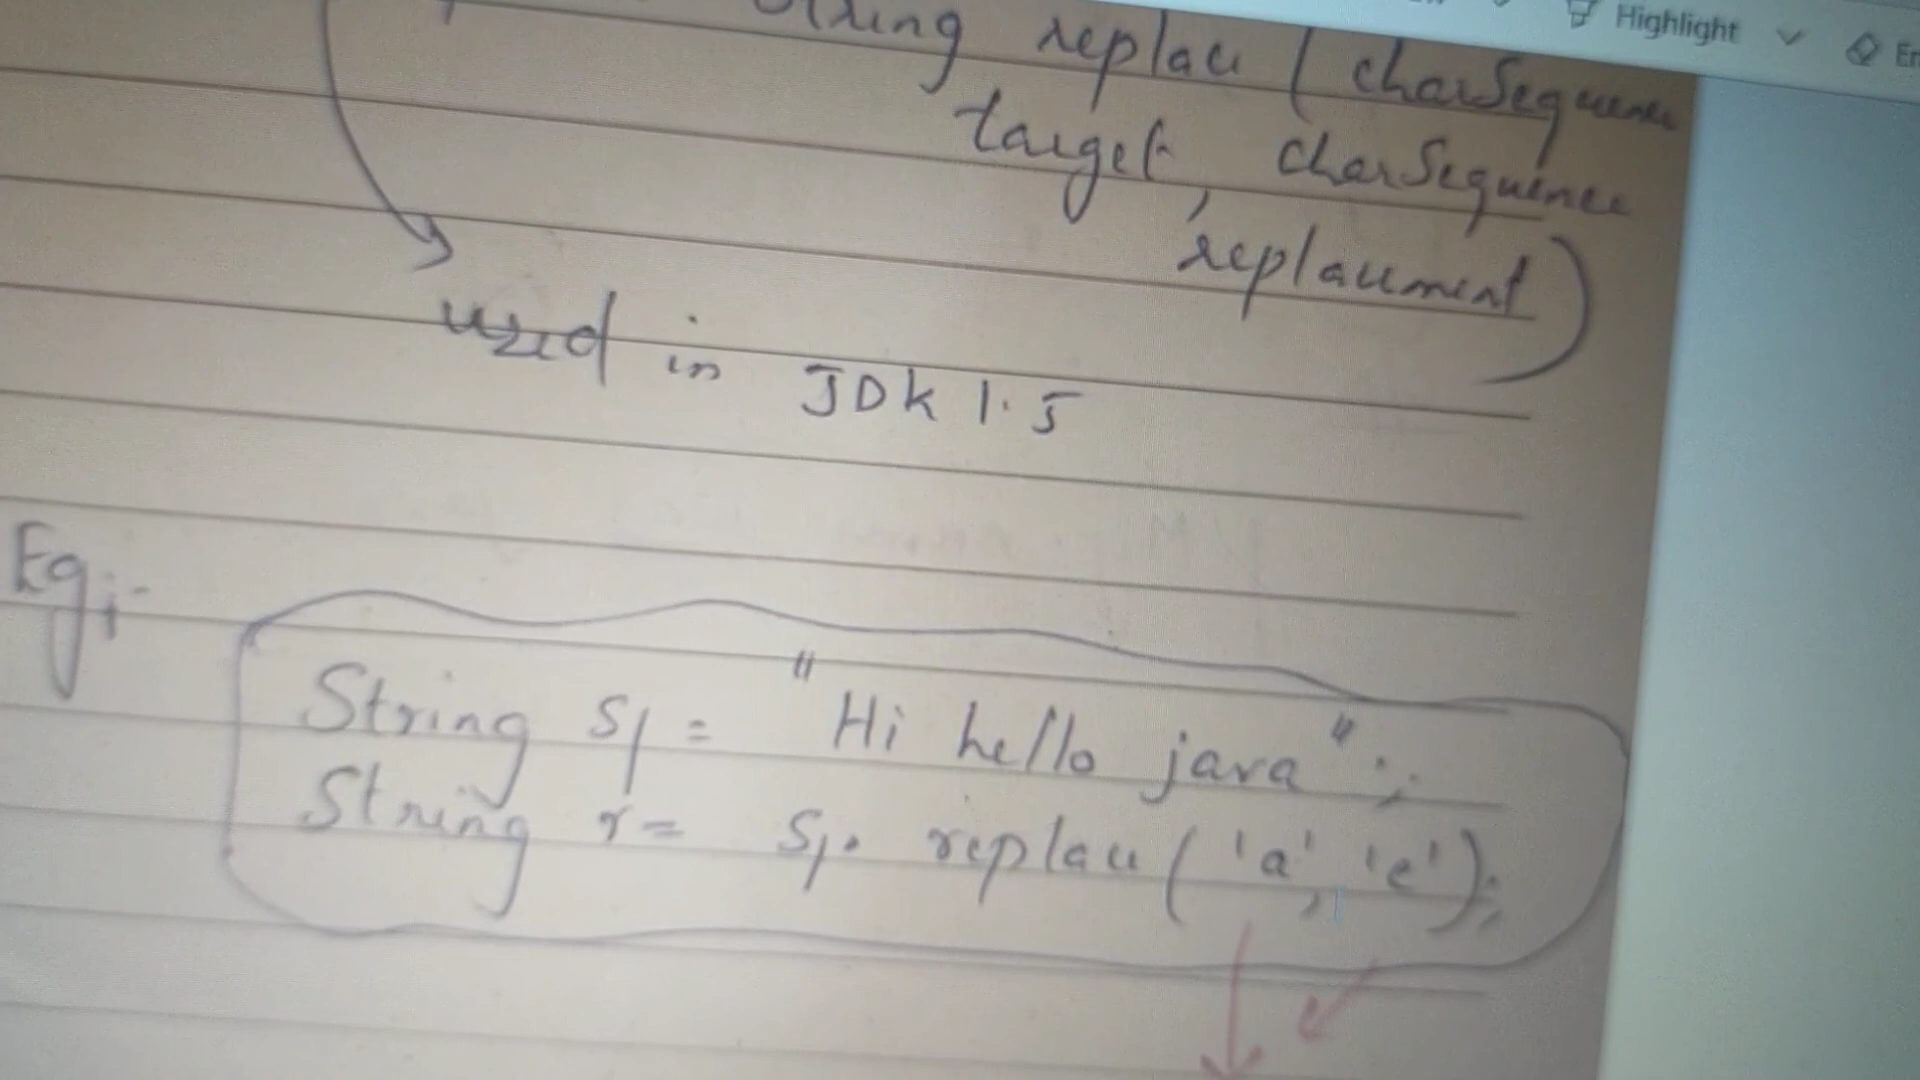 Highlight
String replace (charSequence
target, charSequence
replacement)
used in JDK 1.5
Eg:-
String s1 = "Hi hello java";
String r = s1. replace ('a', 'e');